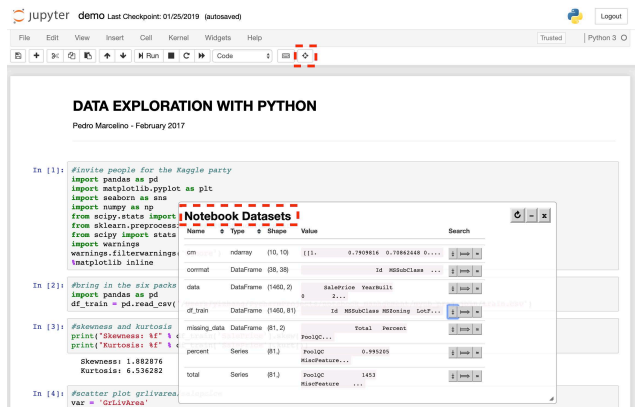 jupyter demo Last Checkpoint: 01/25/2019 (autosaved)
Logout
File Edit View Insert Cell Kernel Widgets Help
Trusted Python 3
Run Code
DATA EXPLORATION WITH PYTHON
Pedro Marcelino - February 2017
In [1]: #invite people for the Kaggle party
import pandas as pd
import matplotlib.pyplot as plt
import seaborn as sns
import numpy as np
from scipy.stats import
from sklearn.preprocessi
from scipy import stats
import warnings
warnings.filterwarnings(
%matplotlib inline
In [2]: #bring in the six packs
import pandas as pd
df_train = pd.read_csv(
In [3]: #skewness and kurtosis
print("Skewness: %f" %
print("Kurtosis: %f" %
Skewness: 1.882876
Kurtosis: 6.536282
In [4]: #scatter plot grlivarea
var = 'GrLivArea'
Notebook Datasets
x
Name Type Shape Value Search
cm ndarray (10, 10) [[1. 0.7909816 0.70862448 0....
corrmat DataFrame (38, 38) Id MSSubClass ...
data DataFrame (1460, 2) SalePrice YearBuilt
0 2...
df_train DataFrame (1460, 81) Id MSSubClass MSZoning LotF...
missing_data DataFrame (81, 2) Total Percent
PoolQC...
percent Series (81,) PoolQC 0.995205
MiscFeature...
total Series (81,) PoolQC 1453
MiscFeature ...